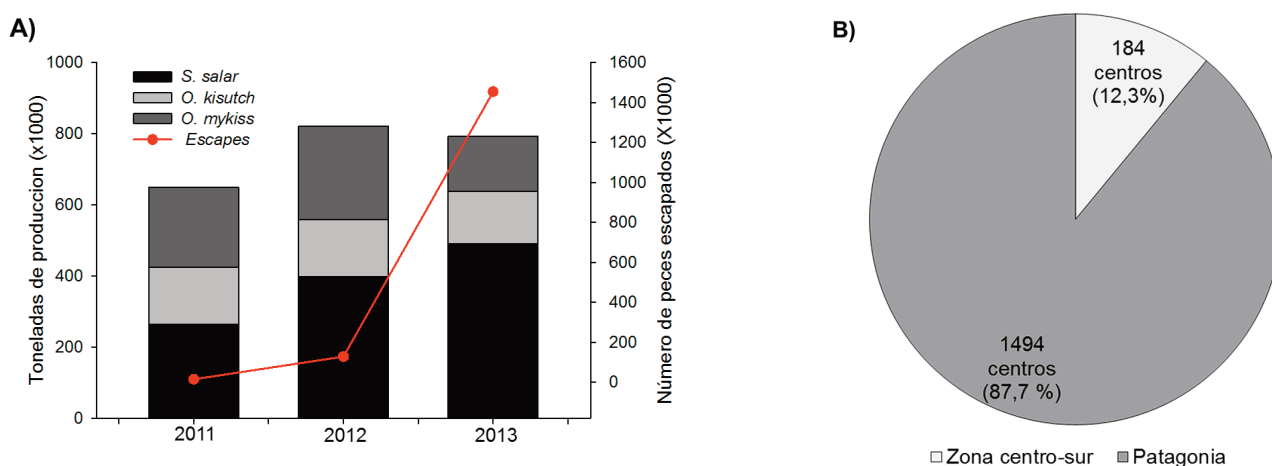 A)
Toneladas de produccion (x1000)
1000
800
600
400
200
0
S. salar
O. kisutch
O. mykiss
Escapes
2011
2012
2013
1600
1400
1200
1000
800
600
400
200
0
Número de peces escapados (X1000)
B)
184
centros
(12,3%)
1494
centros
(87,7 %)
Zona centro-sur
Patagonia